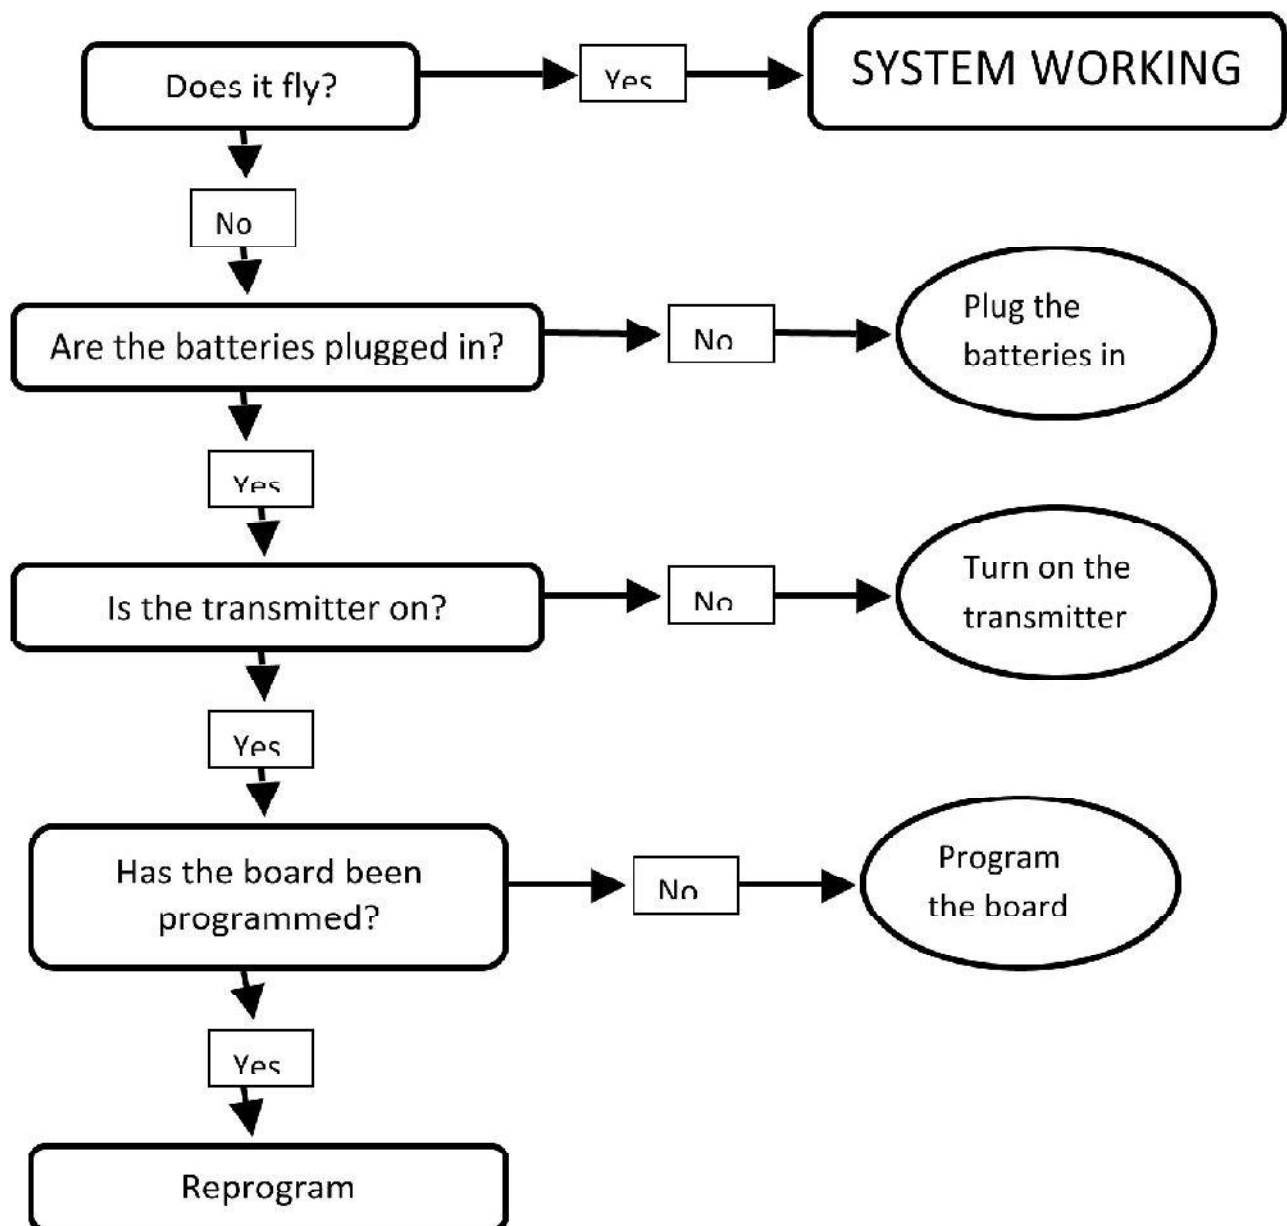 Does it fly?
Yes
SYSTEM WORKING
No
Are the batteries plugged in?
No
Plug the
batteries in
Yes
Is the transmitter on?
No
Turn on the
transmitter
Yes
Has the board been
programmed?
No
Program
the board
Yes
Reprogram